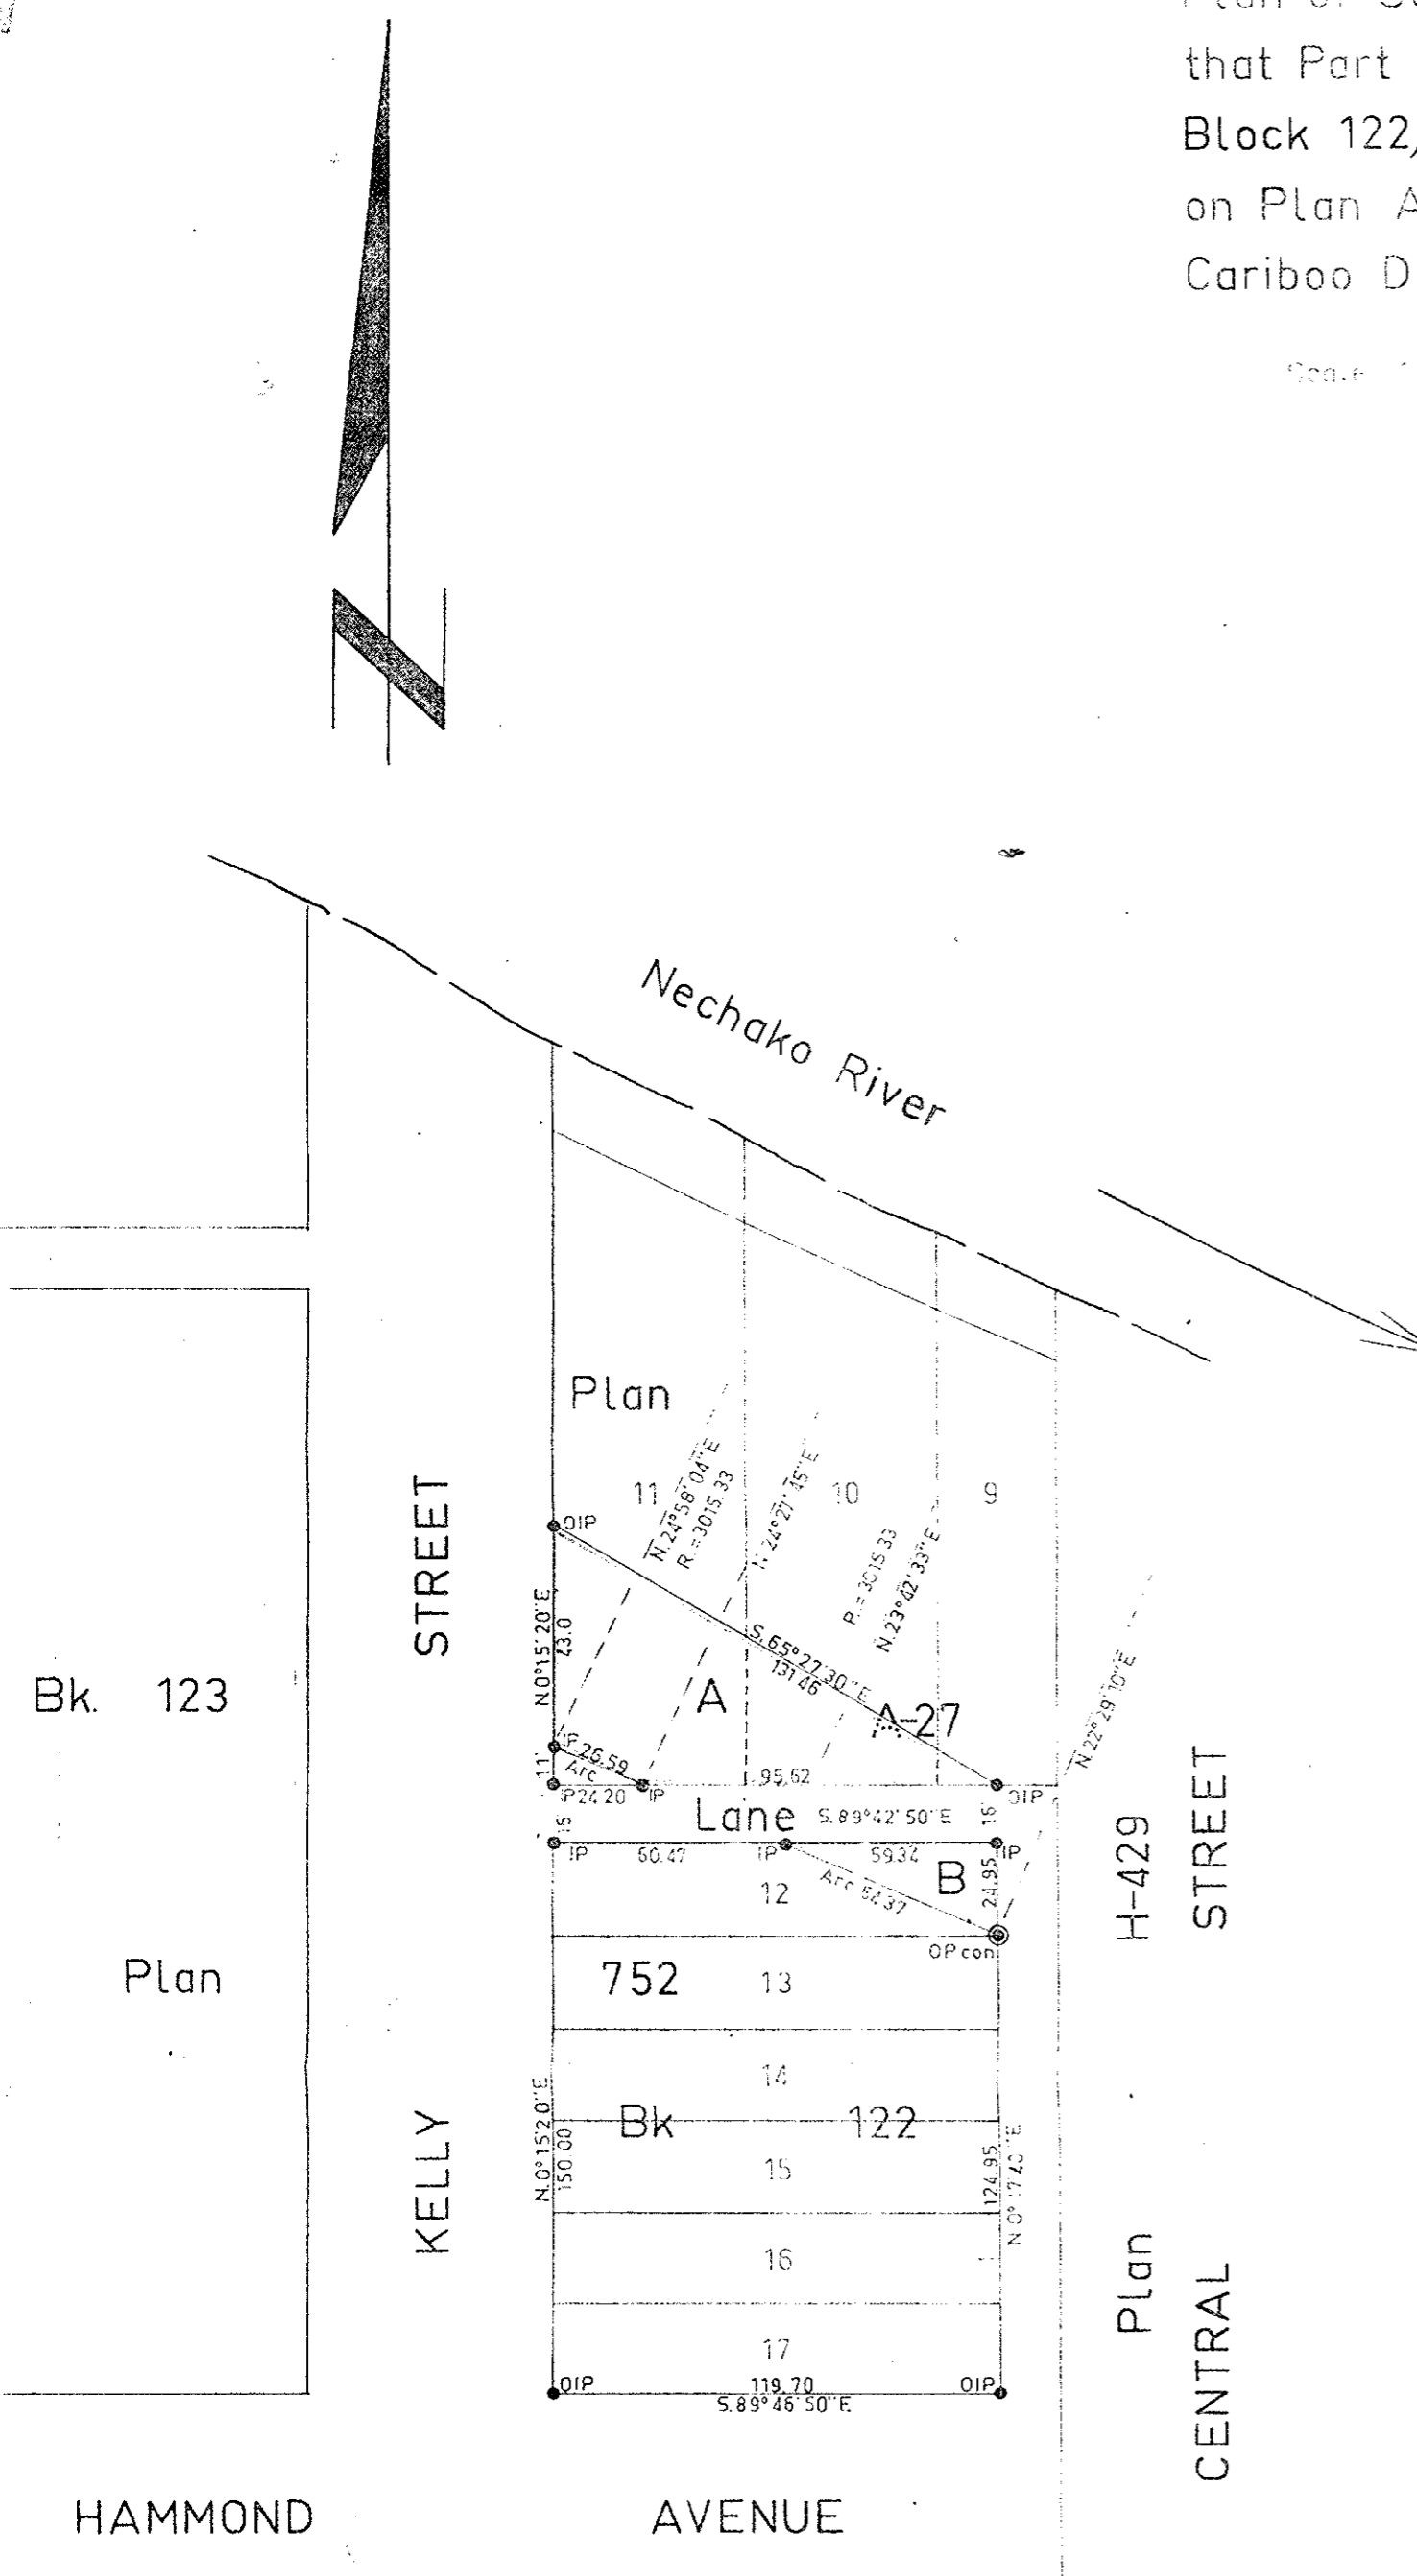 that Part
Block 122,
on Plan A
Cariboo D
Nechako River
Plan
11
10
9
N.24°58'04"E
R.=3015.33
N.24°27'45"E
R.=3015.33
N.23°42'33"E
OIP
STREET
N0°15'20"E
43.0
S.65°27'30"E
131.46
N.22°29'10"E
Bk. 123
A
A-27
11'
IP 26.59
Arc
IP 24.20 IP
95.62
OIP
Lane S.89°42'50"E
16'
IP 60.47 IP 59.34 IP
12
Arc 64.37
B
24.95
H-429
STREET
OP con
Plan
752 13
14
Bk 122
15
N.0°15'20"E
150.00
124.95
N 0°17'40"E
KELLY
16
17
OIP 119.70 OIP
S.89°46'50"E.
Plan
CENTRAL
HAMMOND AVENUE